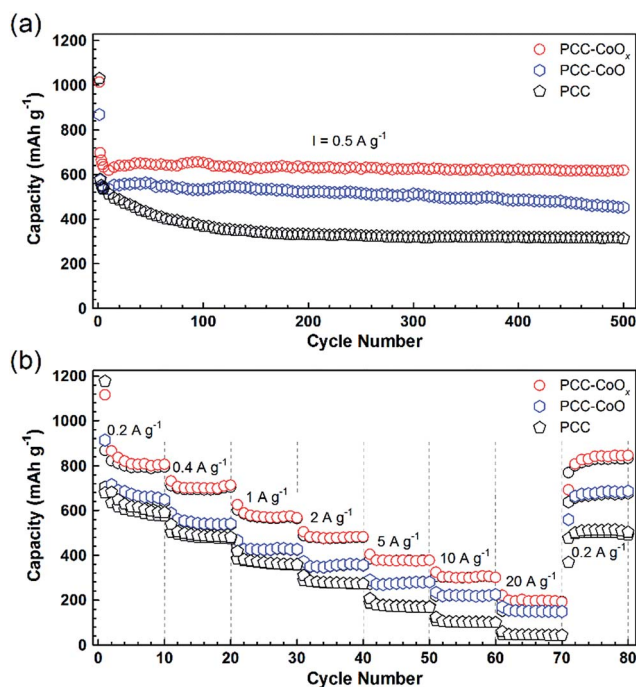 (a)
1200
1000
800
600
400
200
0
Capacity (mAh g⁻¹)
PCC-CoOₓ
PCC-CoO
PCC
I = 0.5 A g⁻¹
0 100 200 300 400 500
Cycle Number
(b)
1200
1000
800
600
400
200
0
Capacity (mAh g⁻¹)
PCC-CoOₓ
PCC-CoO
PCC
0.2 A g⁻¹
0.4 A g⁻¹
1 A g⁻¹
2 A g⁻¹
5 A g⁻¹
10 A g⁻¹
20 A g⁻¹
0.2 A g⁻¹
0 10 20 30 40 50 60 70 80
Cycle Number